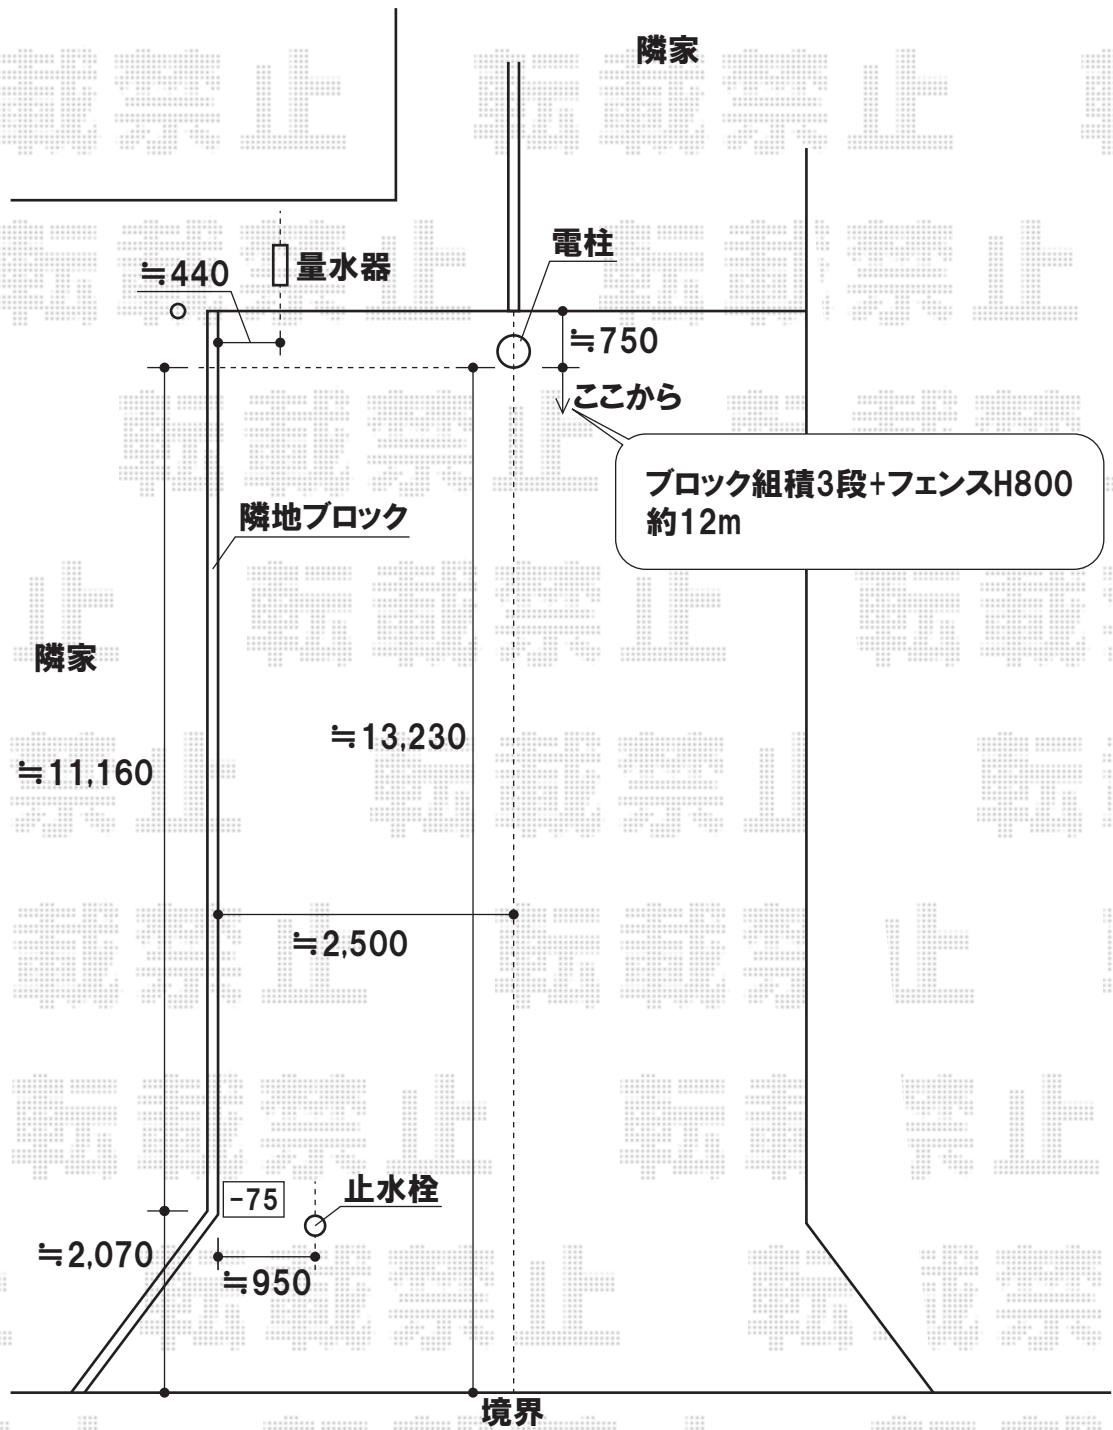 隣家
電柱
量水器
≒440
≒750
ここから
ブロック組積3段+フェンスH800
約12m
隣地ブロック
隣家
≒13,230
≒11,160
≒2,500
止水栓
-75
≒2,070
≒950
境界
転載禁止